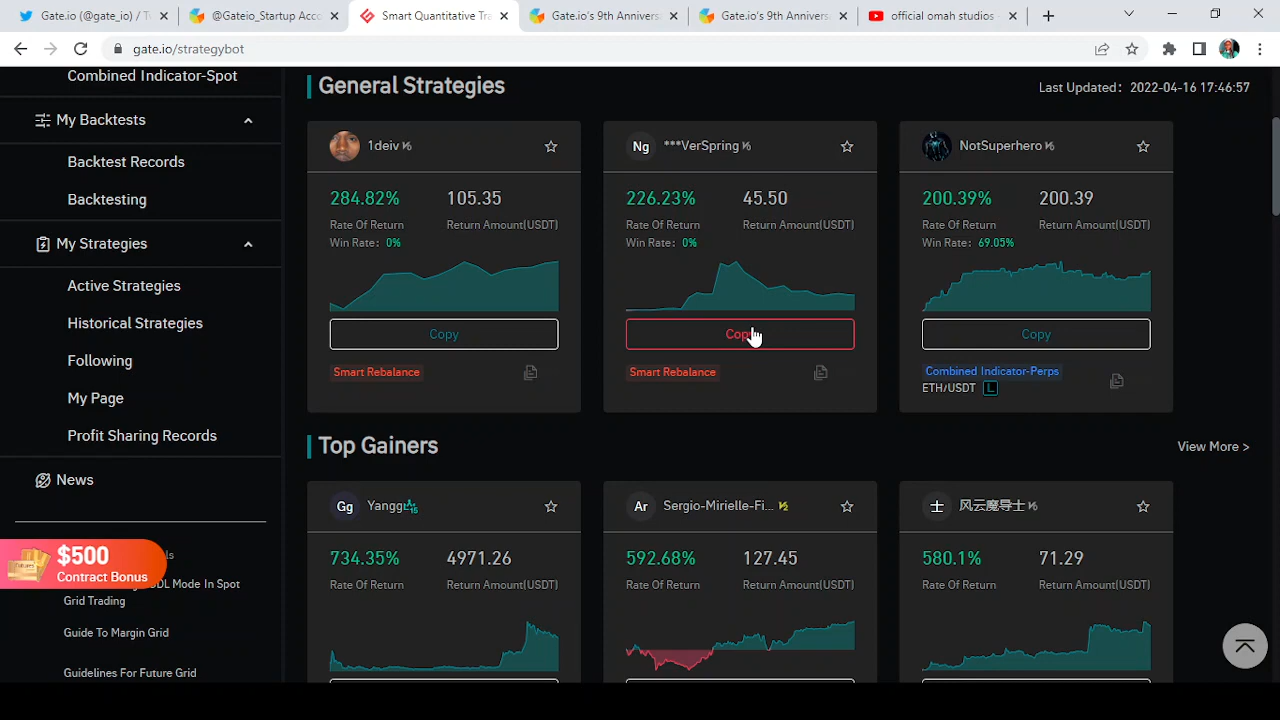 Gate.io (@gate_io) / T
@Gateio_Startup Acco
Smart Quantitative Tra
Gate.io's 9th Annivers
Gate.io's 9th Annivers
official omah studios -
gate.io/strategybot
Combined Indicator-Spot
My Backtests
Backtest Records
Backtesting
My Strategies
Active Strategies
Historical Strategies
Following
My Page
Profit Sharing Records
News
$500
Contract Bonus
DL Mode In Spot
Grid Trading
Guide To Margin Grid
Guidelines For Future Grid
General Strategies
Last Updated: 2022-04-16 17:46:57
1deiv
Ng ***VerSpring
NotSuperhero
284.82% 105.35
Rate Of Return Return Amount(USDT)
Win Rate: 0%
Copy
Smart Rebalance
226.23% 45.50
Rate Of Return Return Amount(USDT)
Win Rate: 0%
Smart Rebalance
200.39% 200.39
Rate Of Return Return Amount(USDT)
Win Rate: 69.05%
Copy
Combined Indicator-Perps
ETH/USDT L
Top Gainers
View More >
Gg Yangg
Ar Sergio-Mirielle-Fi...
士 风云魔导士
734.35% 4971.26
Rate Of Return Return Amount(USDT)
592.68% 127.45
Rate Of Return Return Amount(USDT)
580.1% 71.29
Rate Of Return Return Amount(USDT)